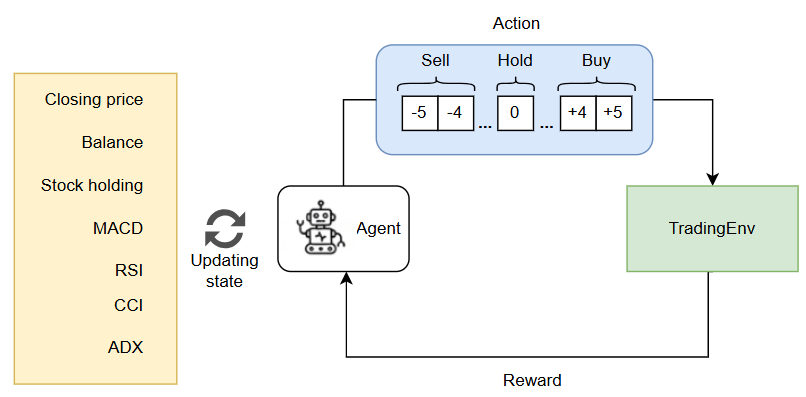 Action
Sell Hold Buy
-5 -4 ... 0 ... +4 +5
Closing price
Balance
Stock holding
MACD
RSI
CCI
ADX
Updating
state
Agent
TradingEnv
Reward